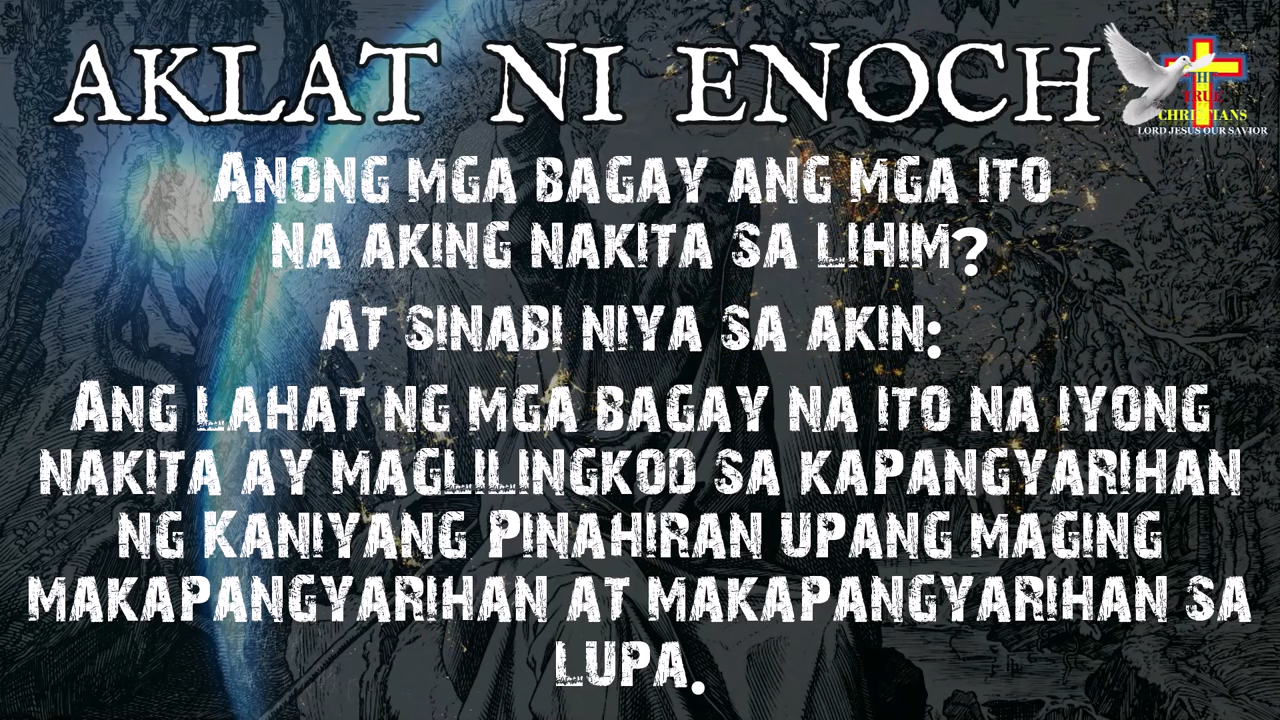 AKLAT NI ENOCH
THE
TRUE
CHRISTIANS
LORD JESUS OUR SAVIOR
Anong mga bagay ang mga ito
na aking nakita sa lihim?
At sinabi niya sa akin:
Ang lahat ng mga bagay na ito na iyong
nakita ay maglilingkod sa kapangyarihan
ng Kaniyang Pinahiran upang maging
makapangyarihan at makapangyarihan sa
lupa.